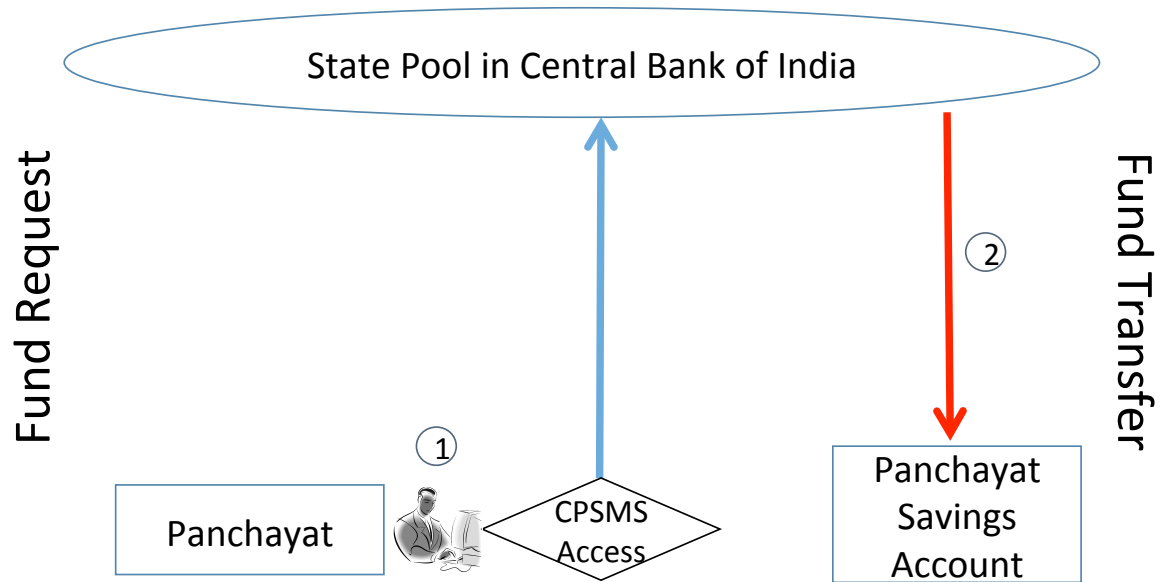 State Pool in Central Bank of India
Fund Request
Fund Transfer
2
1
Panchayat
CPSMS
Access
Panchayat
Savings
Account